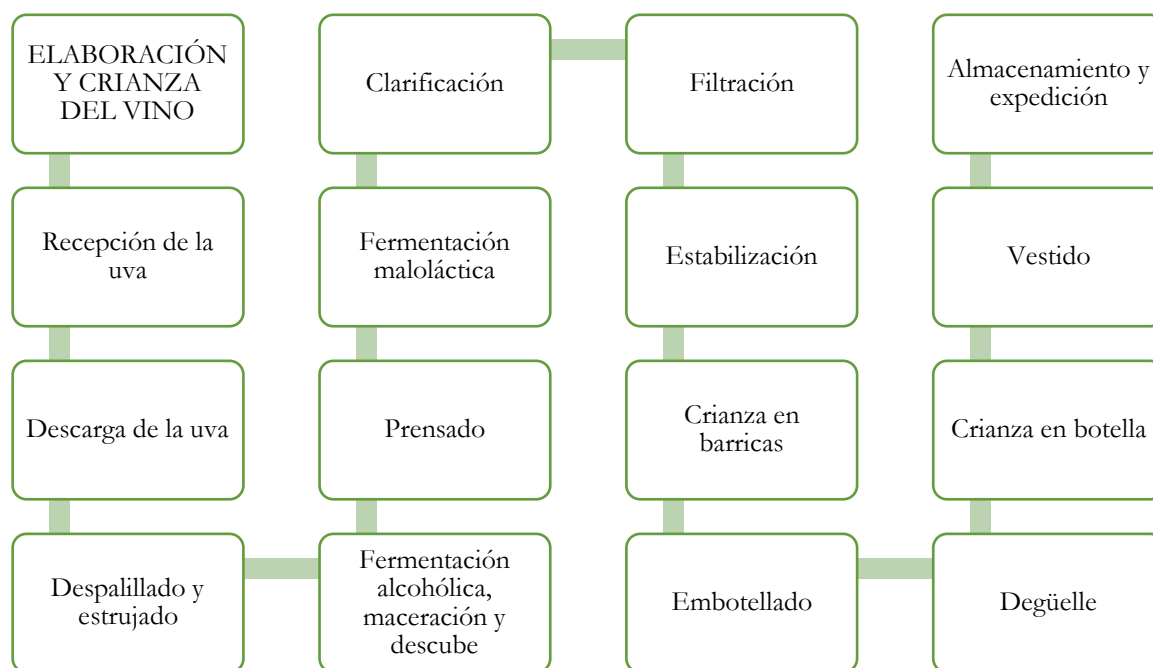 ELABORACIÓN
Y CRIANZA
DEL VINO
Recepción de la
uva
Descarga de la uva
Despalillado y
estrujado
Fermentación
alcohólica,
maceración y
descube
Prensado
Fermentación
maloláctica
Clarificación
Filtración
Estabilización
Crianza en
barricas
Embotellado
Degüelle
Crianza en botella
Vestido
Almacenamiento y
expedición